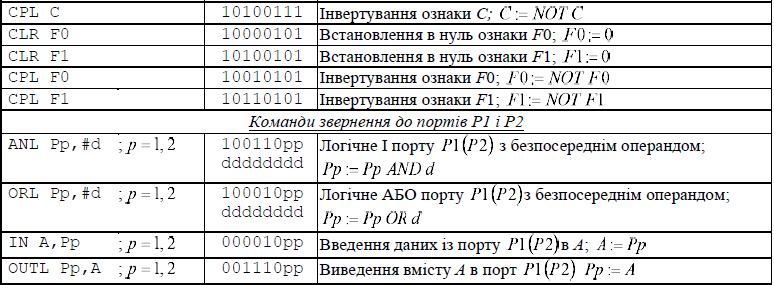 CPL C 10100111 Інвертування ознаки C; C := NOT C
CLR F0 10000101 Встановлення в нуль ознаки F0; F0 := 0
CLR F1 10100101 Встановлення в нуль ознаки F1; F1 := 0
CPL F0 10010101 Інвертування ознаки F0; F0 := NOT F0
CPL F1 10110101 Інвертування ознаки F1; F1 := NOT F1
Команди звернення до портів P1 і P2
ANL Pp,#d ; p = 1, 2 100110pp Логічне І порту P1(P2) з безпосереднім операндом;
dddddddd Pp := Pp AND d
ORL Pp,#d ; p = 1, 2 100010pp Логічне АБО порту P1(P2) з безпосереднім операндом;
dddddddd Pp := Pp OR d
IN A,Pp ; p = 1, 2 000010pp Введення даних із порту P1(P2) в A; A := Pp
OUTL Pp,A ; p = 1, 2 001110pp Виведення вмісту A в порт P1(P2) Pp := A